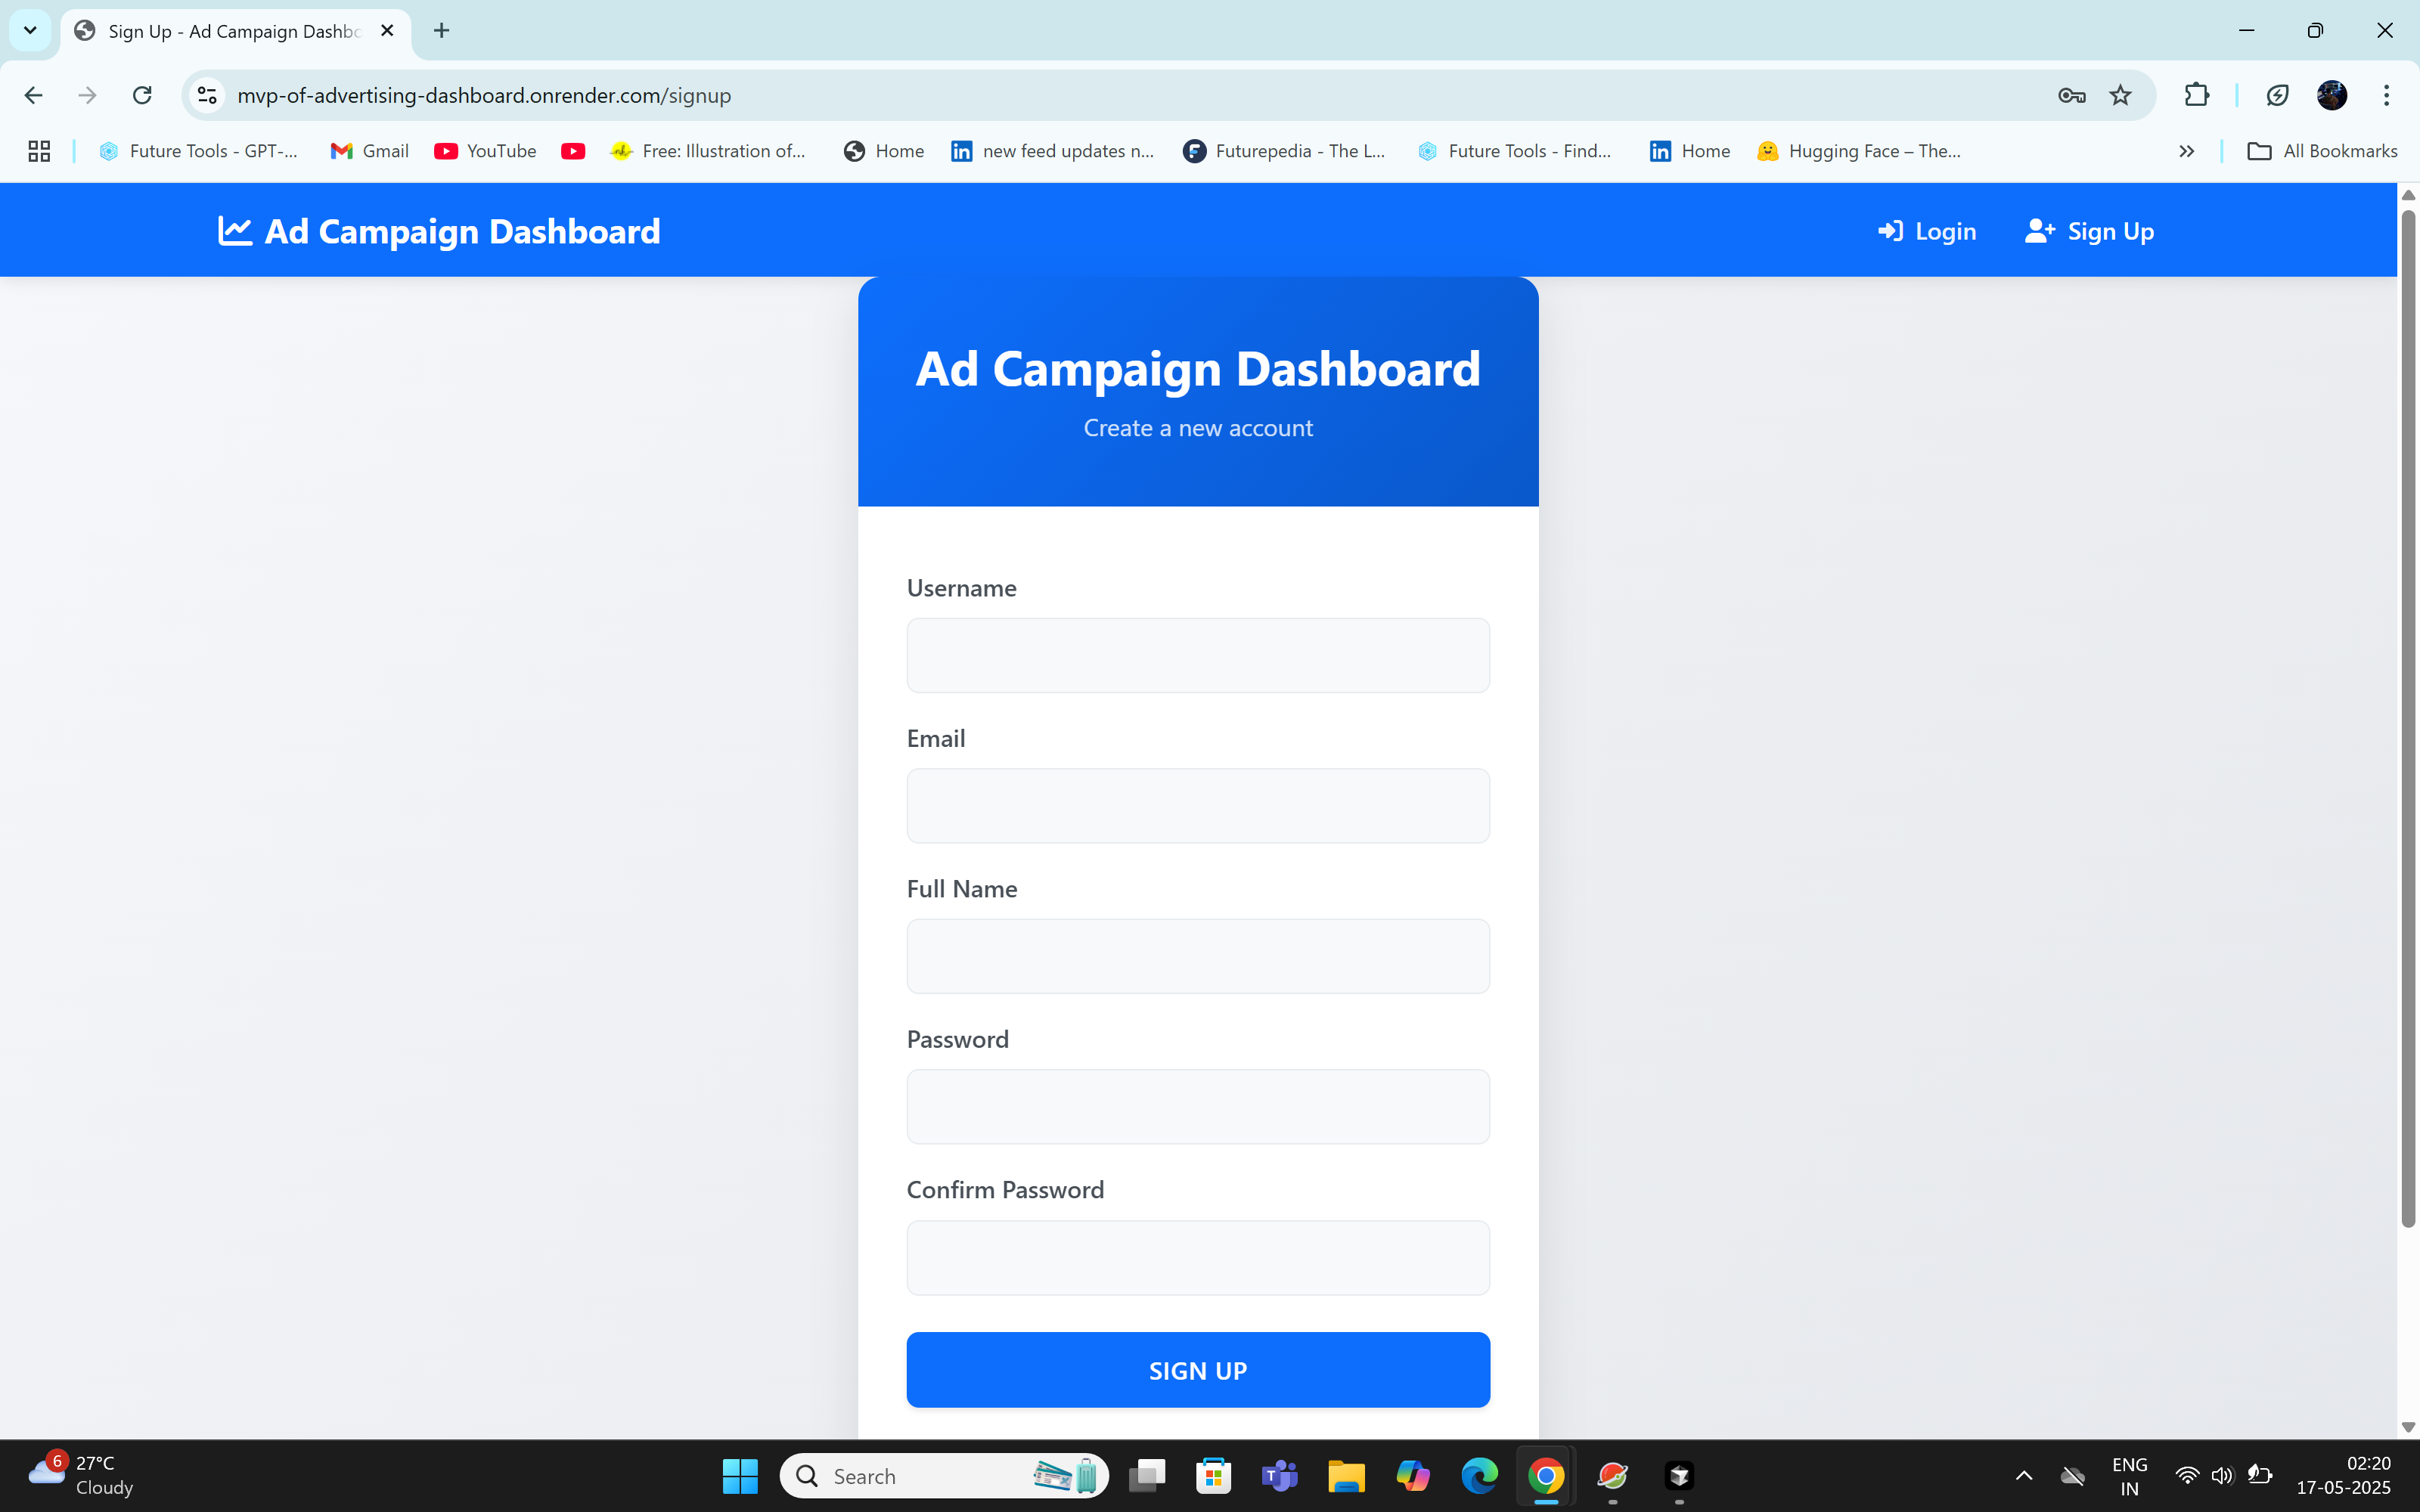 Sign Up - Ad Campaign Dashbo
mvp-of-advertising-dashboard.onrender.com/signup
Future Tools - GPT-...
Gmail
YouTube
Free: Illustration of...
Home
new feed updates n...
Futurepedia - The L...
Future Tools - Find...
Home
Hugging Face – The...
All Bookmarks
Ad Campaign Dashboard
Login
Sign Up
Ad Campaign Dashboard
Create a new account
Username
Email
Full Name
Password
Confirm Password
SIGN UP
6
27°C
Cloudy
Search
ENG
IN
02:20
17-05-2025